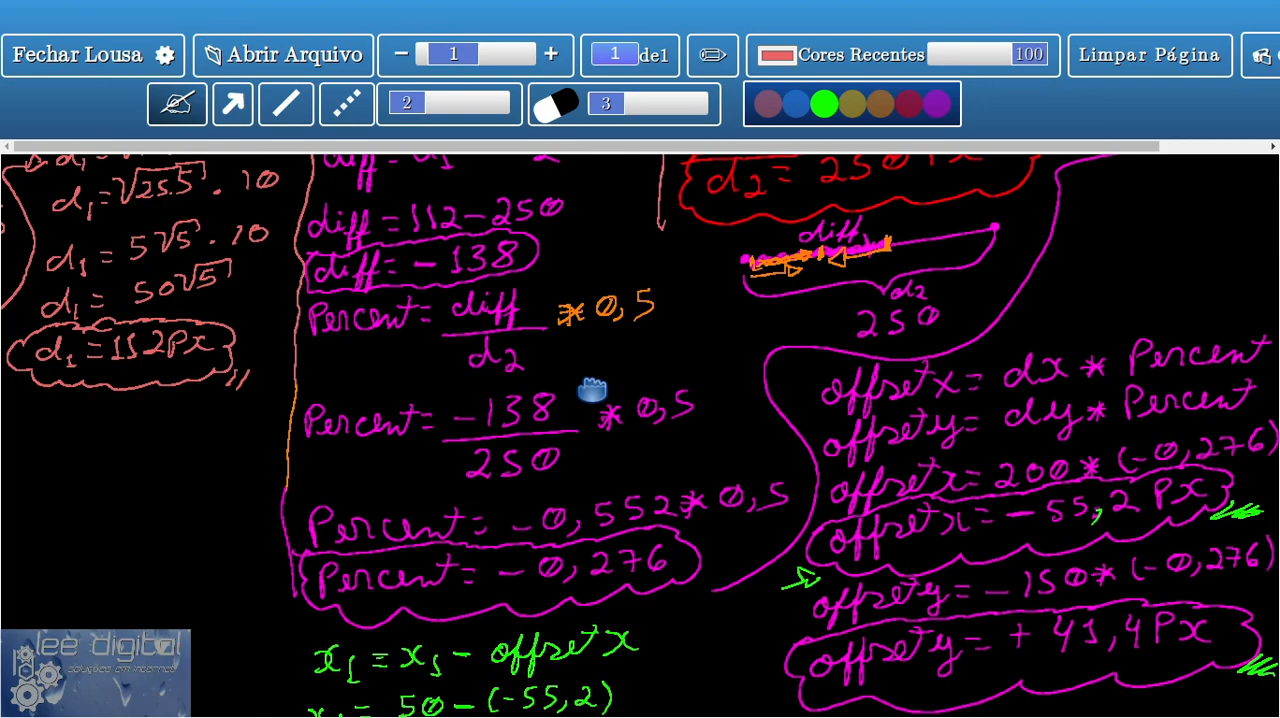 Fechar Lousa
Abrir Arquivo
− 1 +
1 de1
Cores Recentes 100
Limpar Página
2
3
d₁ = √25.5 . 10
d₁ = 5√5 . 10
d₁ = 50√5
d₁ = 112Px
diff = 112 − 250
diff = − 138
Percent = diff / d₂ * 0,5
Percent = −138 / 250 * 0,5
Percent = −0,552 * 0,5
Percent = −0,276
x₁ = x₁ − offsetx
50 − (−55,2)
d₂ = 250 Px
diff
d₂
250
offsetx = dx * Percent
offsety = dy * Percent
offsetx = 200 * (−0,276)
offsetx = −55,2 Px
offsety = −150 * (−0,276)
offsety = + 41,4 Px
lee digital
soluções em internet